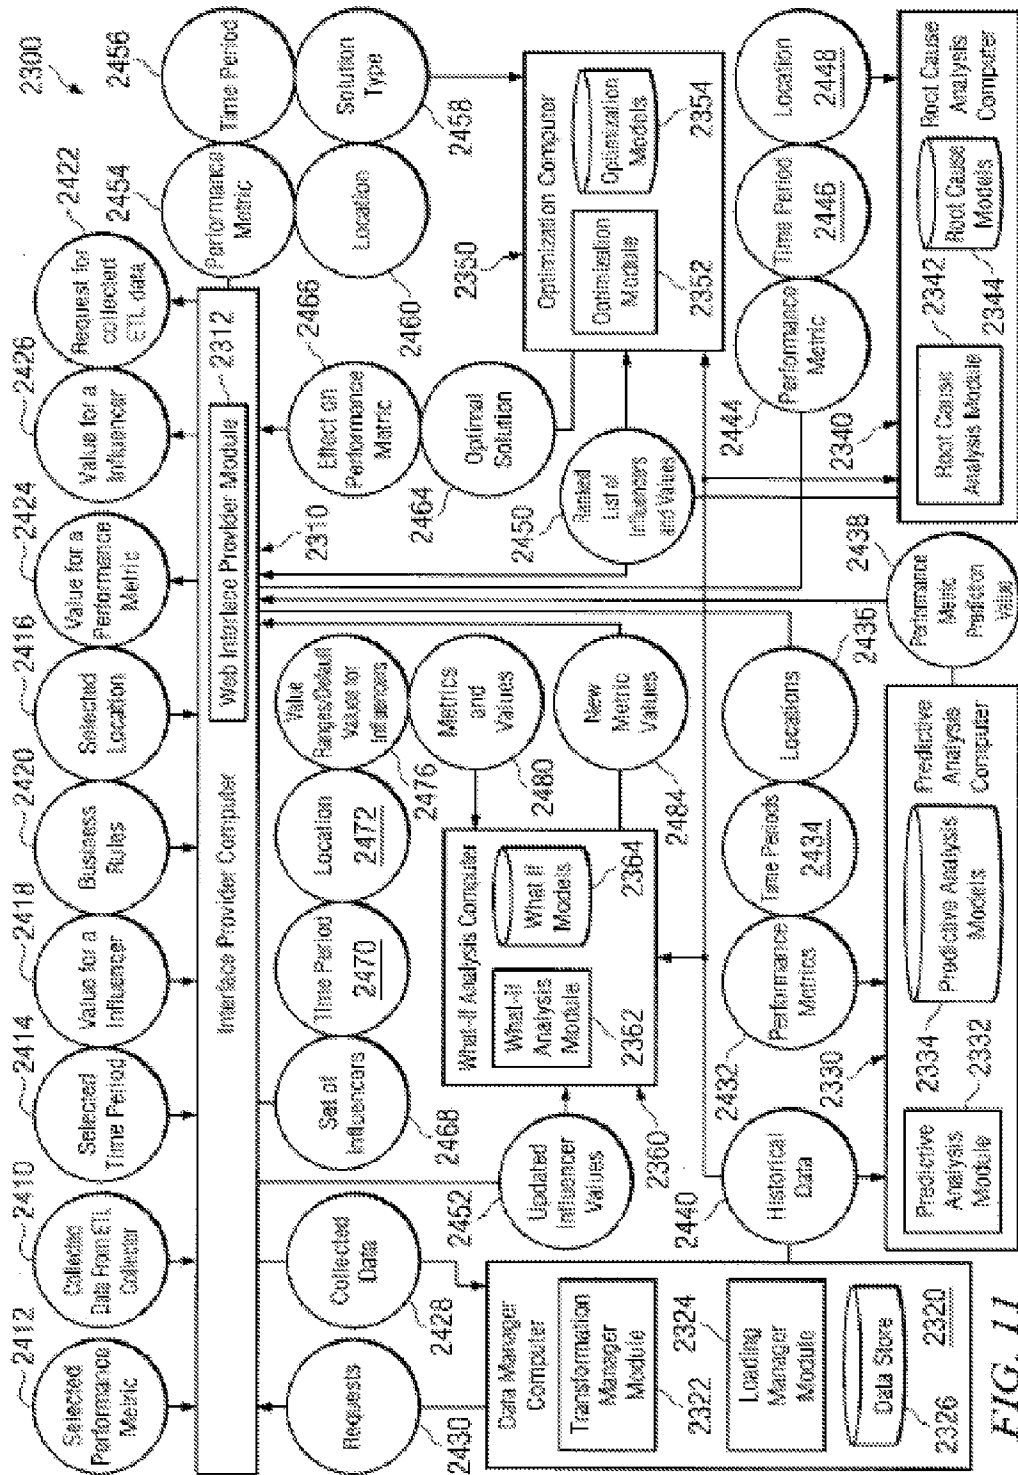 2412
Selected
Performance
Metric
2410
Collected
Data From ETL
Collector
2414
Selected
Time Period
2418
Value for a
Influencer
2420
Business
Rules
2416
Selected
Location
2424
Value for a
Performance
Metric
2426
Value for a
Influencer
2422
Request for
collected
ETL data
2454
Performance
Metric
2456
Time Period
2300
Interface Provider Computer
Web Interface Provider Module
2312
2310
Location
2460
Solution
Type
2458
Requests
2430
Collected
Data
2428
Set of
Influencers
2468
Time Period
2470
Location
2472
Value
Ranges/Default
Values for
Influencers
2476
Metrics
and
Values
2480
New
Metric
Values
2484
Effect on
Performance
Metric
2466
Optimal
Solution
2464
Ranked
List of
Influencers
and Values
2450
Optimization Computer
2350
Optimization
Module
2352
Optimization
Models
2354
Updated
Influencer
Values
2452
What-If Analysis Computer
2360
What-If
Analysis
Module
2362
What If
Models
2364
Data Manager
Computer
Transformation
Manager
Module
2322
2324
Loading
Manager
Module
Data Store
2326
2320
Historical
Data
2440
Performance
Metrics
2432
Time Periods
2434
Locations
2436
Performance
Metric
2444
Time Period
2446
Location
2448
2330
Predictive
Analysis
Module
2332
2334
Predicave Analysis
Models
Predictive
Analysis
Computer
Performance
Metric
Prediction
Value
2438
2340
Root Cause
Analysis Module
2342
Root Cause
Models
2344
Root Cause
Analysis
Computer
FIG. 11